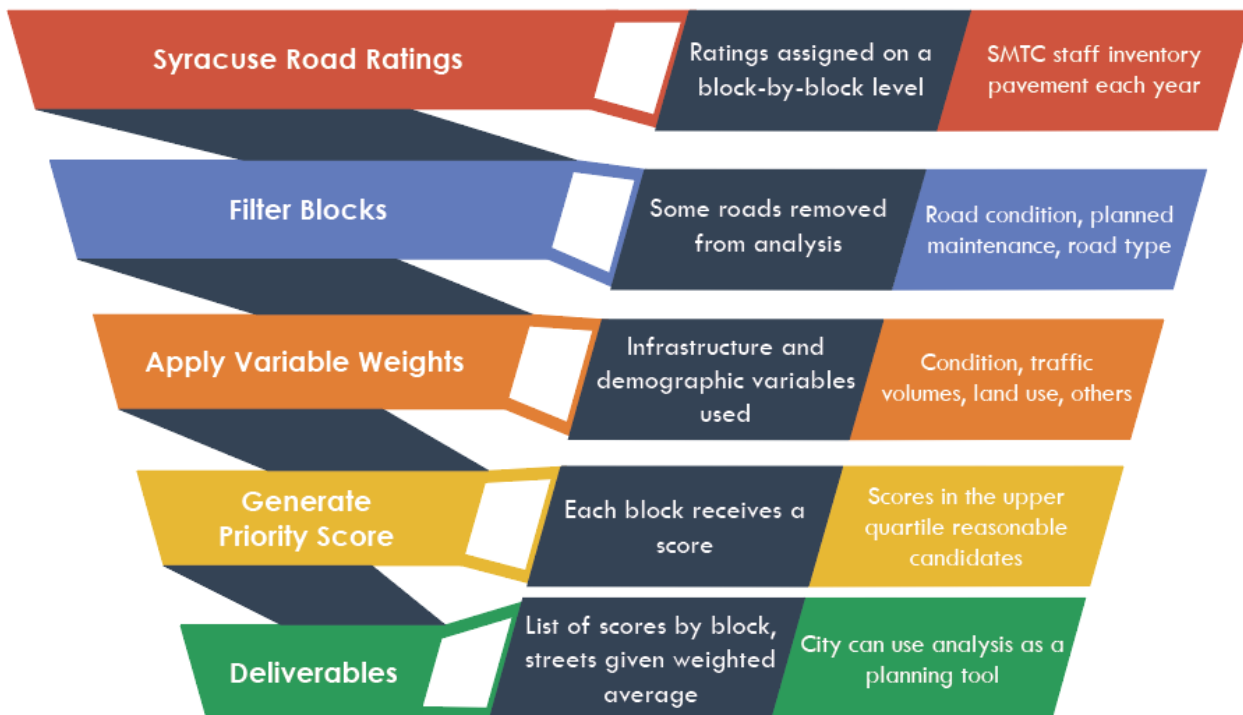 Syracuse Road Ratings
Ratings assigned on a
block-by-block level
SMTC staff inventory
pavement each year
Filter Blocks
Some roads removed
from analysis
Road condition, planned
maintenance, road type
Apply Variable Weights
Infrastructure and
demographic variables
used
Condition, traffic
volumes, land use, others
Generate
Priority Score
Each block receives a
score
Scores in the upper
quartile reasonable
candidates
Deliverables
List of scores by block,
streets given weighted
average
City can use analysis as a
planning tool